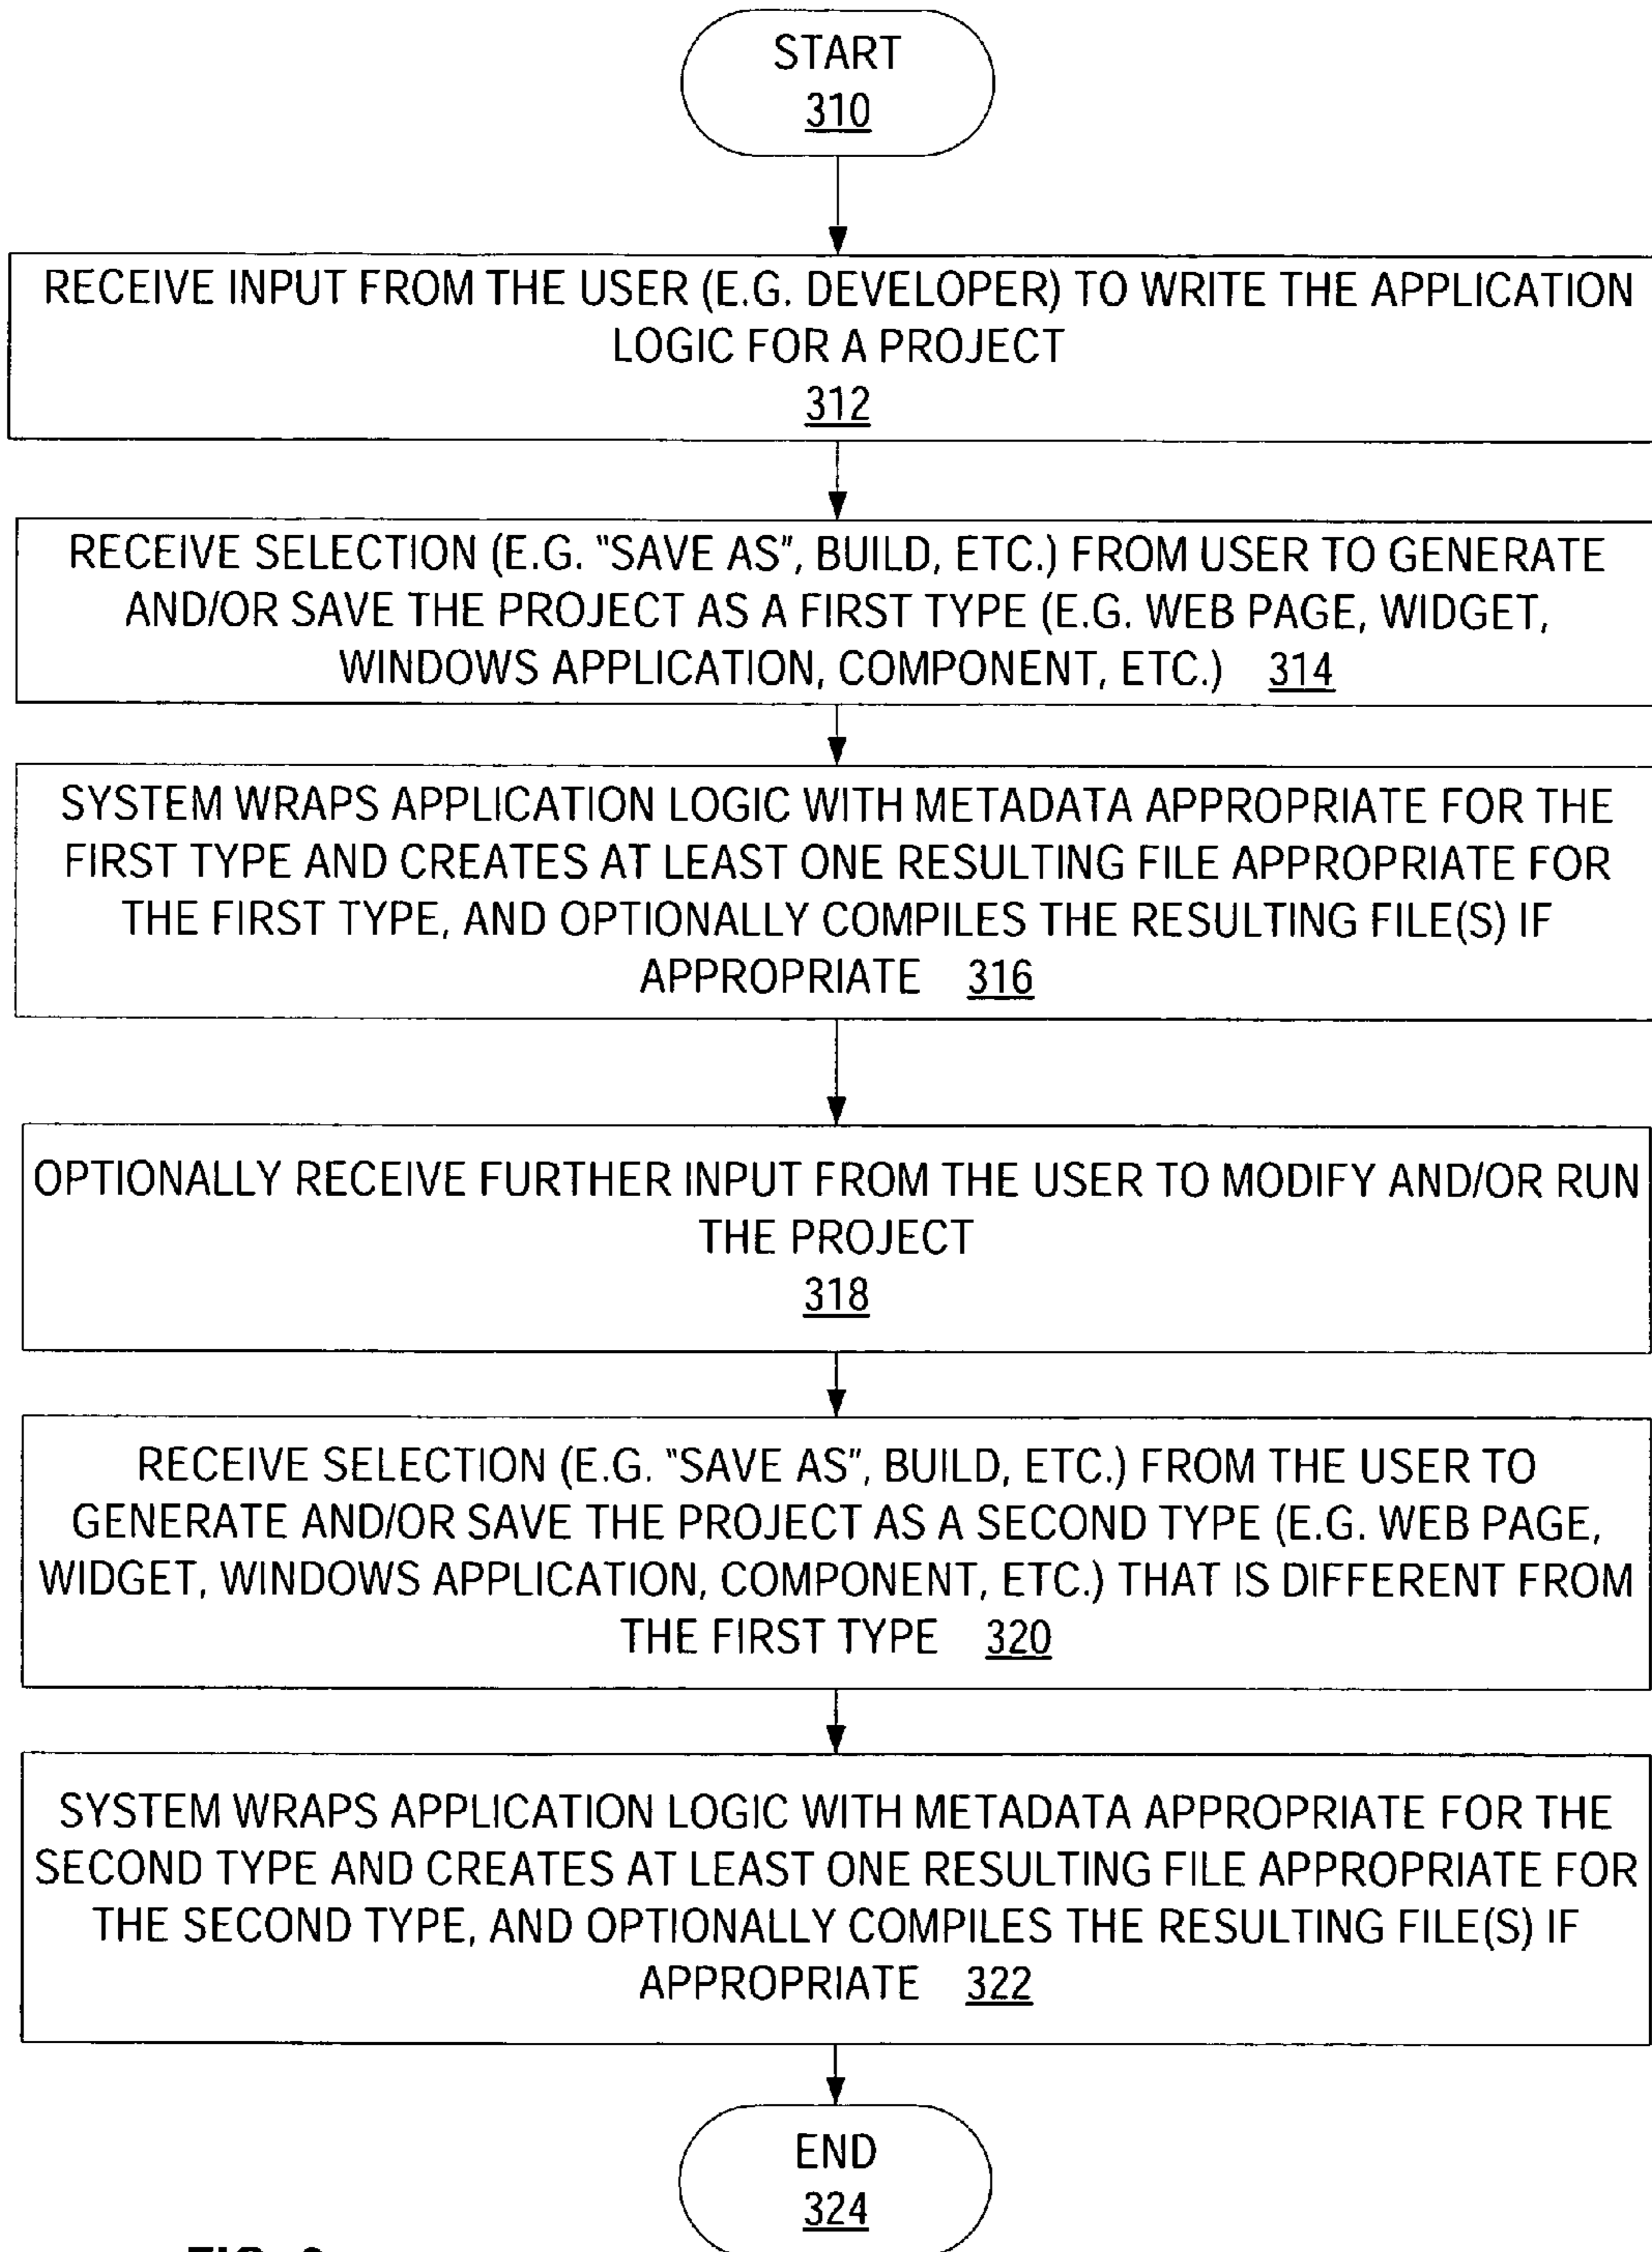 START
310
RECEIVE INPUT FROM THE USER (E.G. DEVELOPER) TO WRITE THE APPLICATION
LOGIC FOR A PROJECT
312
RECEIVE SELECTION (E.G. "SAVE AS", BUILD, ETC.) FROM USER TO GENERATE
AND/OR SAVE THE PROJECT AS A FIRST TYPE (E.G. WEB PAGE, WIDGET,
WINDOWS APPLICATION, COMPONENT, ETC.) 314
SYSTEM WRAPS APPLICATION LOGIC WITH METADATA APPROPRIATE FOR THE
FIRST TYPE AND CREATES AT LEAST ONE RESULTING FILE APPROPRIATE FOR
THE FIRST TYPE, AND OPTIONALLY COMPILES THE RESULTING FILE(S) IF
APPROPRIATE 316
OPTIONALLY RECEIVE FURTHER INPUT FROM THE USER TO MODIFY AND/OR RUN
THE PROJECT
318
RECEIVE SELECTION (E.G. "SAVE AS", BUILD, ETC.) FROM THE USER TO
GENERATE AND/OR SAVE THE PROJECT AS A SECOND TYPE (E.G. WEB PAGE,
WIDGET, WINDOWS APPLICATION, COMPONENT, ETC.) THAT IS DIFFERENT FROM
THE FIRST TYPE 320
SYSTEM WRAPS APPLICATION LOGIC WITH METADATA APPROPRIATE FOR THE
SECOND TYPE AND CREATES AT LEAST ONE RESULTING FILE APPROPRIATE FOR
THE SECOND TYPE, AND OPTIONALLY COMPILES THE RESULTING FILE(S) IF
APPROPRIATE 322
END
324